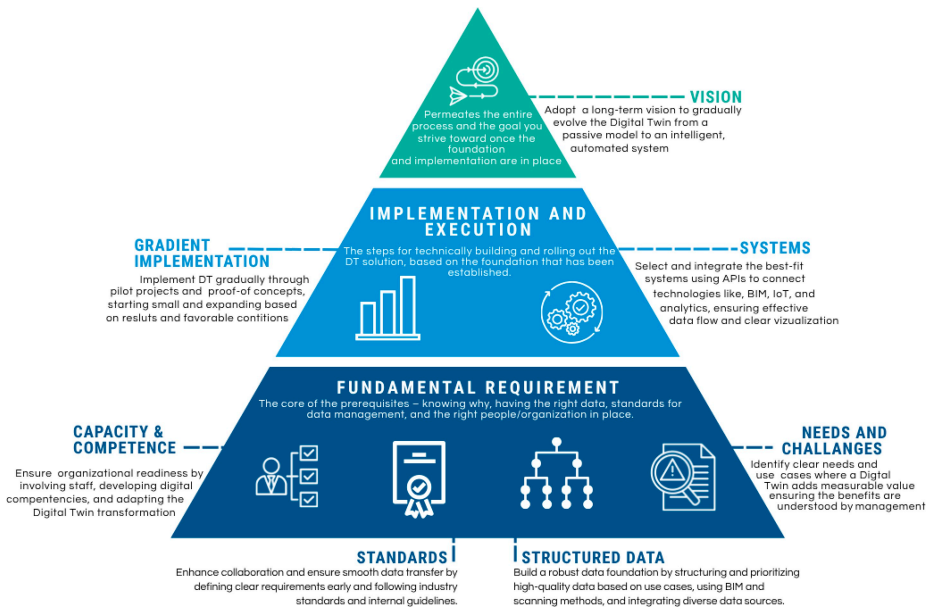 Permeates the entire
process and the goal you
strive toward once the
foundation
and implementation are in place
VISION
Adopt a long-term vision to gradually
evolve the Digital Twin from a
passive model to an intelligent,
automated system
IMPLEMENTATION AND
EXECUTION
The steps for technically building and rolling out the
DT solution, based on the foundation that has been
established.
GRADIENT
IMPLEMENTATION
Implement DT gradually through
pilot projects and proof-of concepts,
starting small and expanding based
on resluts and favorable contitions
SYSTEMS
Select and integrate the best-fit
systems using APIs to connect
technologies like, BIM, IoT, and
analytics, ensuring effective
data flow and clear vizualization
FUNDAMENTAL REQUIREMENT
The core of the prerequisites – knowing why, having the right data, standards for
data management, and the right people/organization in place.
CAPACITY &
COMPETENCE
Ensure organizational readiness by
involving staff, developing digital
compentencies, and adapting the
Digital Twin transformation
NEEDS AND
CHALLANGES
Identify clear needs and
use cases where a Digtal
Twin adds measurable value
ensuring the benefits are
understood by management
STANDARDS
Enhance collaboration and ensure smooth data transfer by
defining clear requirements early and following industry
standards and internal guidelines.
STRUCTURED DATA
Build a robust data foundation by structuring and prioritizing
high-quality data based on use cases, using BIM and
scanning methods, and integrating diverse data sources.